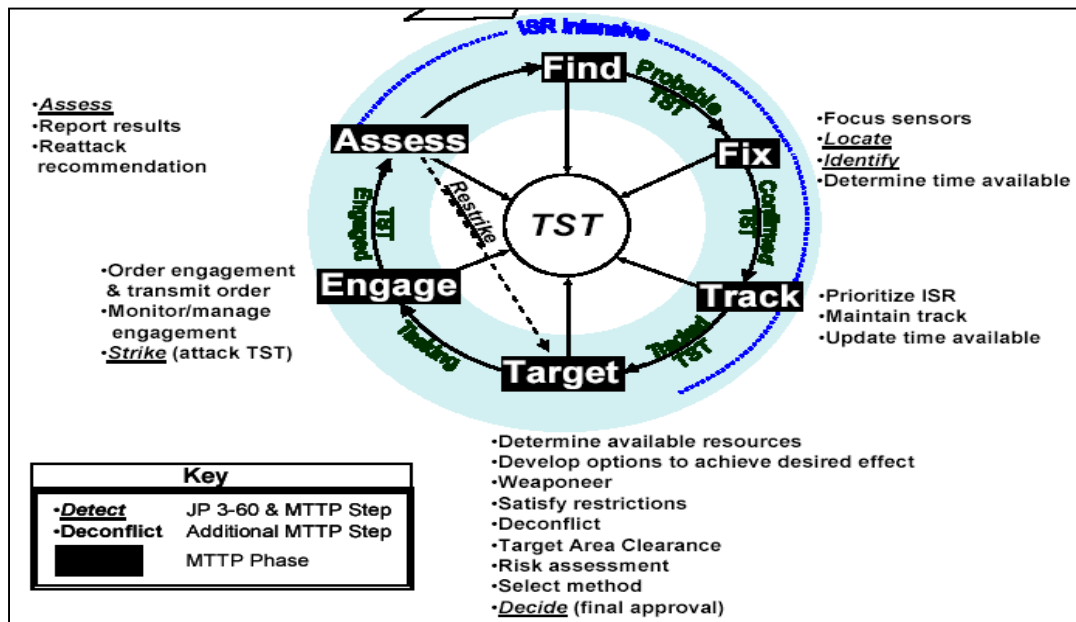 ISR Intensive
Find
Probable
TST
Fix
•Focus sensors
•Locate
•Identify
•Determine time available
Confirmed
TST
Track
•Prioritize ISR
•Maintain track
•Update time available
Tracked
TST
Target
•Determine available resources
•Develop options to achieve desired effect
•Weaponeer
•Satisfy restrictions
•Deconflict
•Target Area Clearance
•Risk assessment
•Select method
•Decide (final approval)
Tasking
Engage
•Order engagement
& transmit order
•Monitor/manage
engagement
•Strike (attack TST)
TST
Engaged
Assess
•Assess
•Report results
•Reattack
recommendation
Restrike
TST
Key
•Detect JP 3-60 & MTTP Step
•Deconflict Additional MTTP Step
MTTP Phase